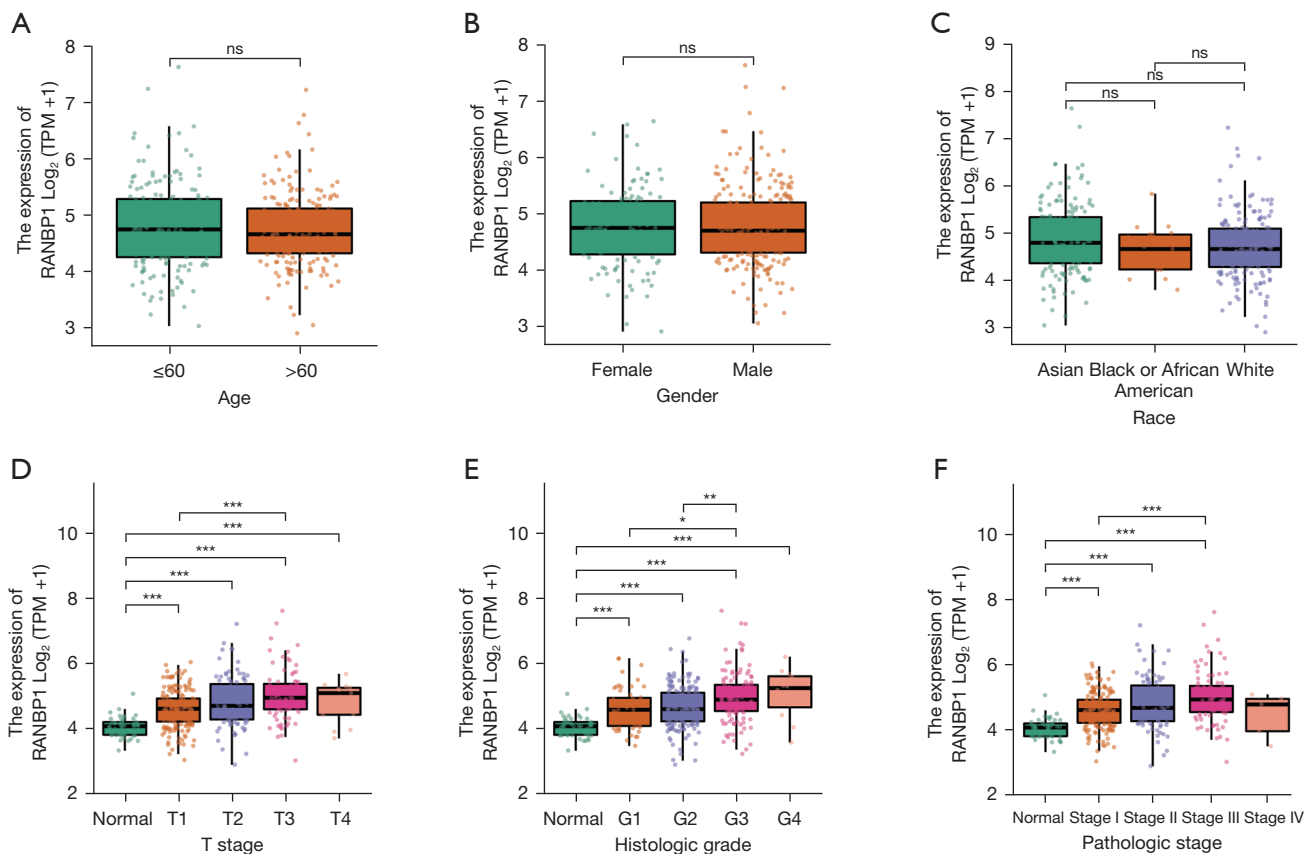 A
The expression of
RANBP1 Log₂ (TPM +1)
8
7
6
5
4
3
ns
≤60
>60
Age
B
The expression of
RANBP1 Log₂ (TPM +1)
8
7
6
5
4
3
ns
Female
Male
Gender
C
The expression of
RANBP1 Log₂ (TPM +1)
9
8
7
6
5
4
3
ns
ns
ns
Asian Black or African White
American
Race
D
The expression of
RANBP1 Log₂ (TPM +1)
10
8
6
4
2
***
***
***
***
***
Normal T1 T2 T3 T4
T stage
E
The expression of
RANBP1 Log₂ (TPM +1)
10
8
6
4
2
**
*
***
***
***
***
Normal G1 G2 G3 G4
Histologic grade
F
The expression of
RANBP1 Log₂ (TPM +1)
10
8
6
4
2
***
***
***
***
Normal Stage I Stage II Stage III Stage IV
Pathologic stage